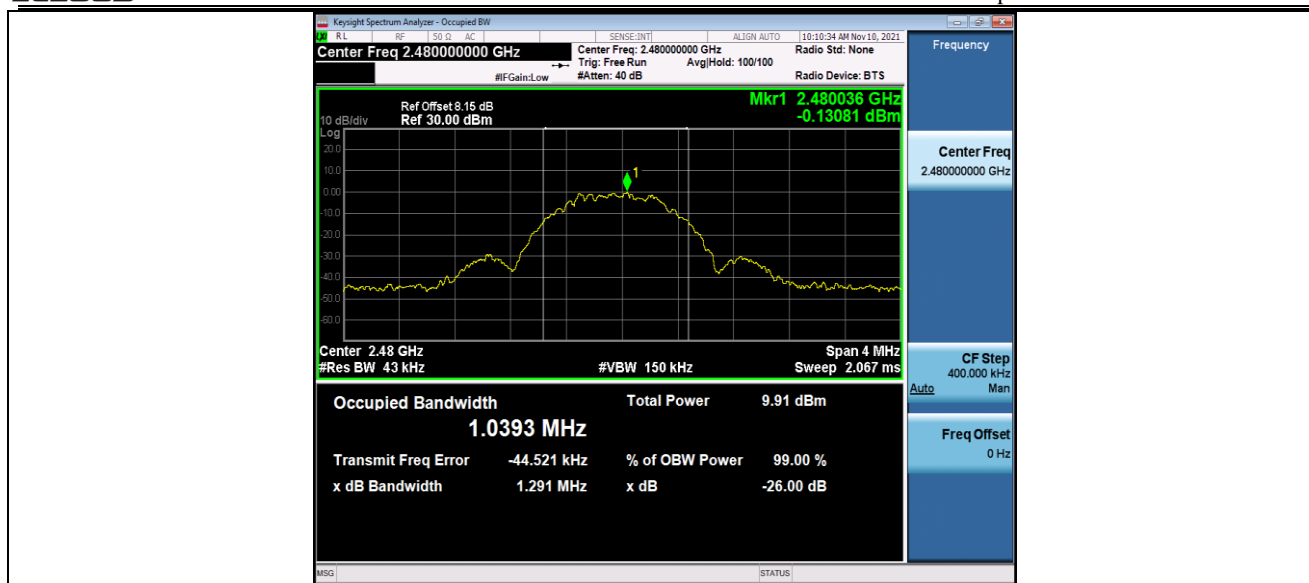 Keysight Spectrum Analyzer - Occupied BW
RL RF 50 Ω AC SENSE:INT ALIGN AUTO 10:10:34 AM Nov 10, 2021
Center Freq 2.480000000 GHz
Center Freq: 2.480000000 GHz
Radio Std: None
Trig: Free Run
Avg|Hold: 100/100
#IFGain:Low
#Atten: 40 dB
Radio Device: BTS
Frequency
Mkr1 2.480036 GHz
-0.13081 dBm
Ref Offset 8.15 dB
10 dB/div
Ref 30.00 dBm
Log
20.0
10.0
0.00
-10.0
-20.0
-30.0
-40.0
-50.0
-60.0
1
Center 2.48 GHz
Span 4 MHz
#Res BW 43 kHz
#VBW 150 kHz
Sweep 2.067 ms
Center Freq
2.480000000 GHz
CF Step
400.000 kHz
Auto Man
Freq Offset
0 Hz
Occupied Bandwidth
Total Power 9.91 dBm
1.0393 MHz
Transmit Freq Error -44.521 kHz
% of OBW Power 99.00 %
x dB Bandwidth 1.291 MHz
x dB -26.00 dB
MSG
STATUS